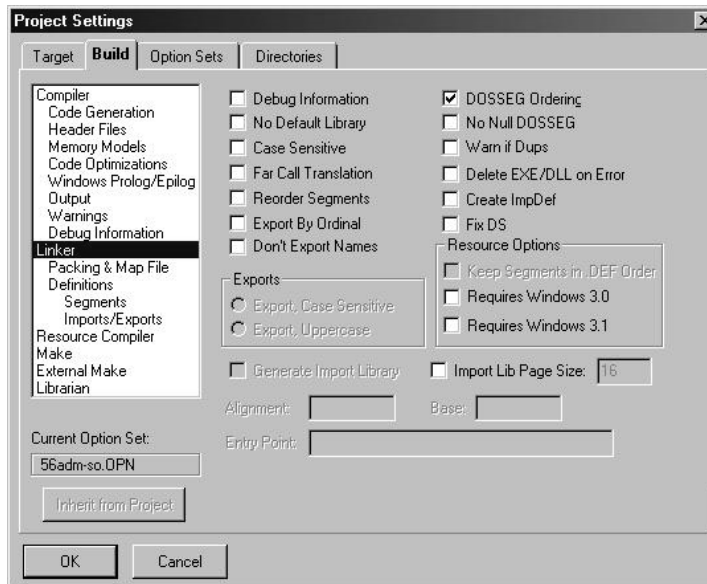 Project Settings
Target
Build
Option Sets
Directories
Compiler
Code Generation
Header Files
Memory Models
Code Optimizations
Windows Prolog/Epilog
Output
Warnings
Debug Information
Linker
Packing & Map File
Definitions
Segments
Imports/Exports
Resource Compiler
Make
External Make
Librarian
Current Option Set:
56adm-so.OPN
Inherit from Project
Debug Information
No Default Library
Case Sensitive
Far Call Translation
Reorder Segments
Export By Ordinal
Don't Export Names
DOSSEG Ordering
No Null DOSSEG
Warn if Dups
Delete EXE/DLL on Error
Create ImpDef
Fix DS
Exports
Export, Case Sensitive
Export, Uppercase
Resource Options
Keep Segments in .DEF Order
Requires Windows 3.0
Requires Windows 3.1
Generate Import Library
Import Lib Page Size: 16
Alignment:
Base:
Entry Point:
OK
Cancel